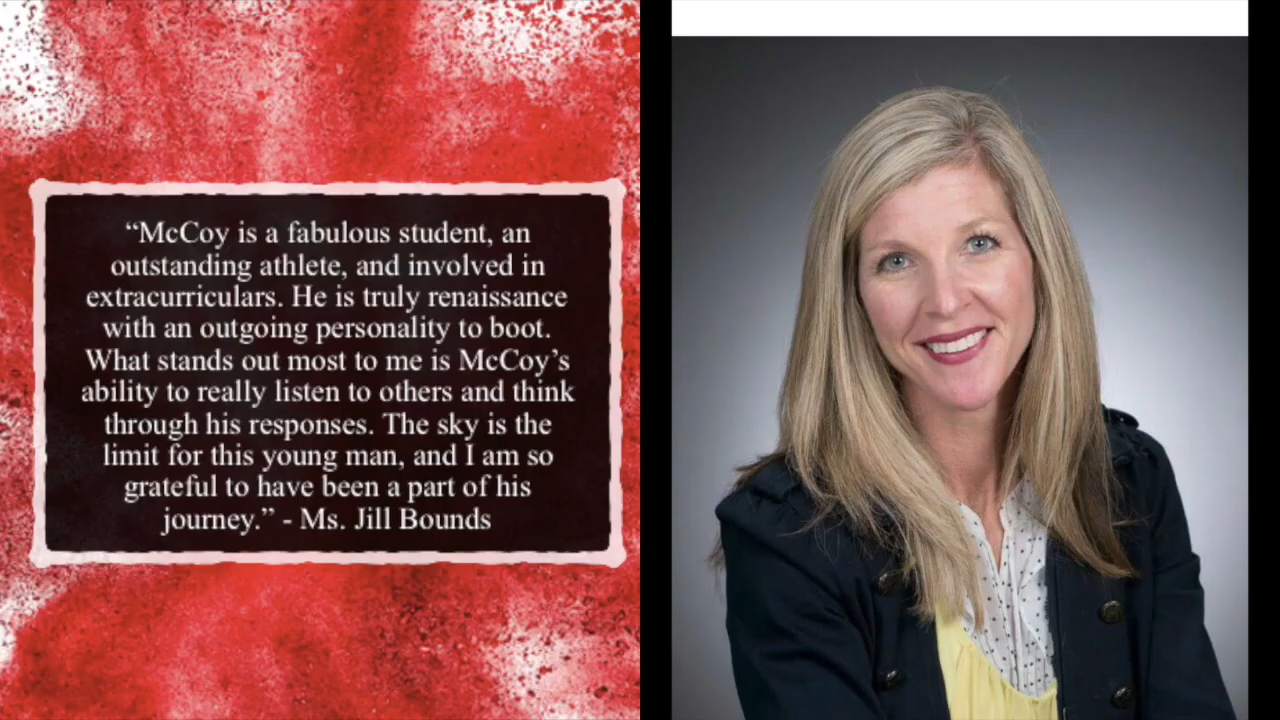 “McCoy is a fabulous student, an
outstanding athlete, and involved in
extracurriculars. He is truly renaissance
with an outgoing personality to boot.
What stands out most to me is McCoy’s
ability to really listen to others and think
through his responses. The sky is the
limit for this young man, and I am so
grateful to have been a part of his
journey.” - Ms. Jill Bounds